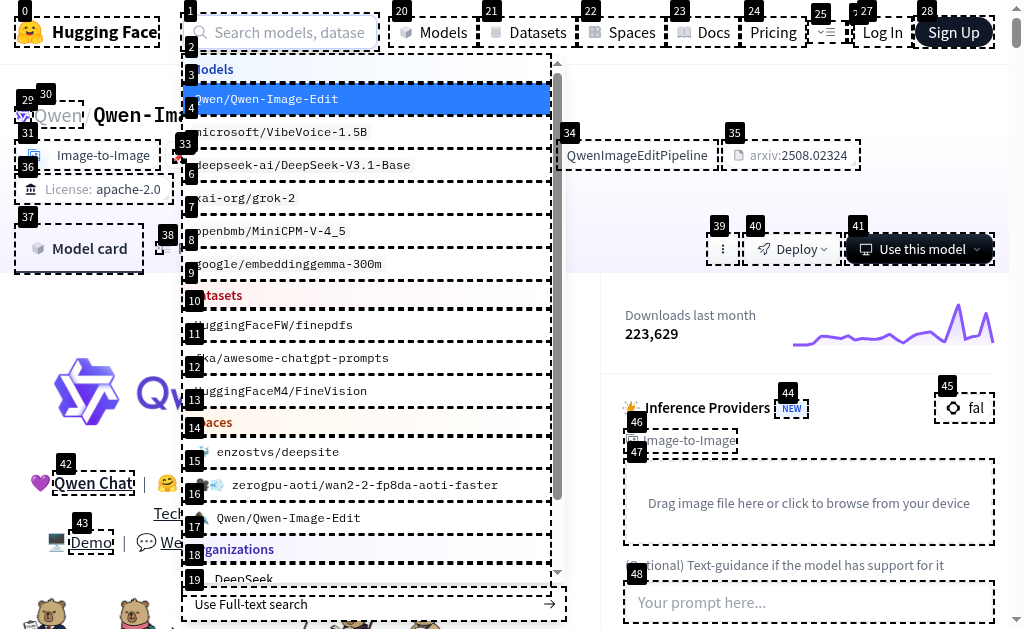 0
1
20
21
22
23
24
25
27
28
Hugging Face
Search models, datase
Models
Datasets
Spaces
Docs
Pricing
Log In
Sign Up
2
odels
3
Qwen/Qwen-Image-Edit
4
microsoft/VibeVoice-1.5B
deepseek-ai/DeepSeek-V3.1-Base
6
xai-org/grok-2
7
openbmb/MiniCPM-V-4_5
8
google/embeddinggemma-300m
9
atasets
10
HuggingFaceFW/finepdfs
11
fka/awesome-chatgpt-prompts
12
HuggingFaceM4/FineVision
13
paces
14
enzostvs/deepsite
15
zerogpu-aoti/wan2-2-fp8da-aoti-faster
16
Qwen/Qwen-Image-Edit
17
rganizations
18
DeepSeek
19
Use Full-text search
29
30
Qwen/Qwen-Ima
31
Image-to-Image
33
34
QwenImageEditPipeline
35
arxiv:2508.02324
36
License: apache-2.0
37
Model card
38
39
40
Deploy
41
Use this model
Downloads last month
223,629
Inference Providers
44
NEW
45
fal
46
Image-to-Image
47
Drag image file here or click to browse from your device
(Optional) Text-guidance if the model has support for it
48
Your prompt here...
Qw
42
Qwen Chat |
Tech
43
Demo | We